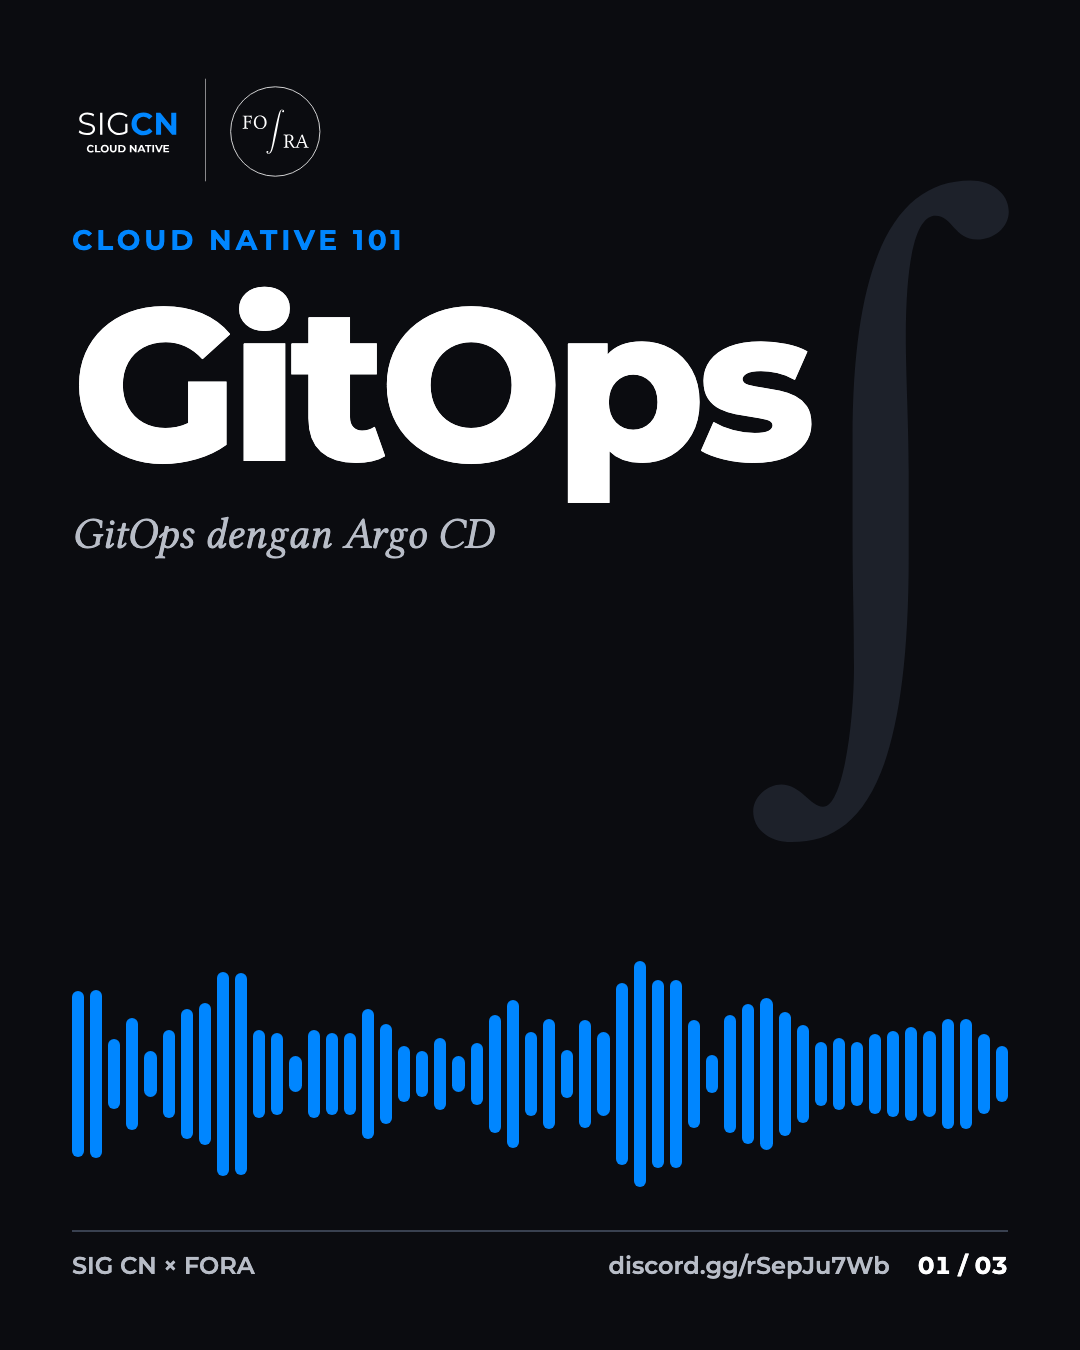 SIGCN
CLOUD NATIVE
FO∫RA
CLOUD NATIVE 101
GitOps
GitOps dengan Argo CD
∫
SIG CN × FORA
discord.gg/rSepJu7Wb
01 / 03